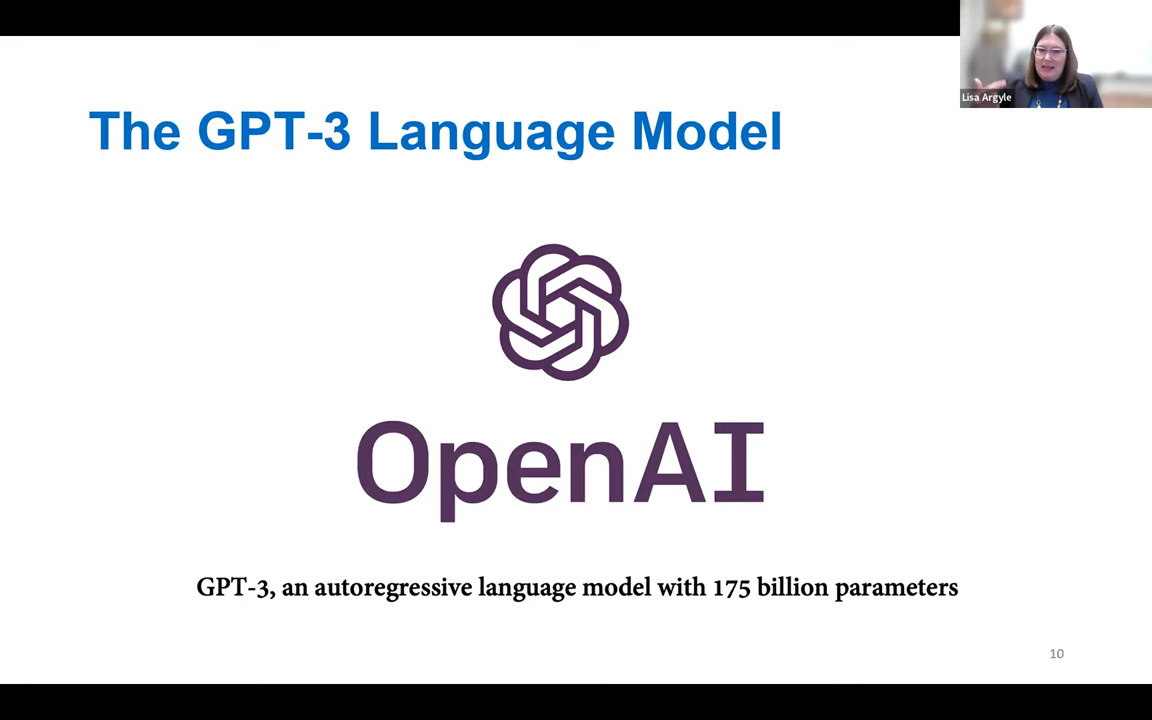 Lisa Argyle
The GPT-3 Language Model
OpenAI
GPT-3, an autoregressive language model with 175 billion parameters
10